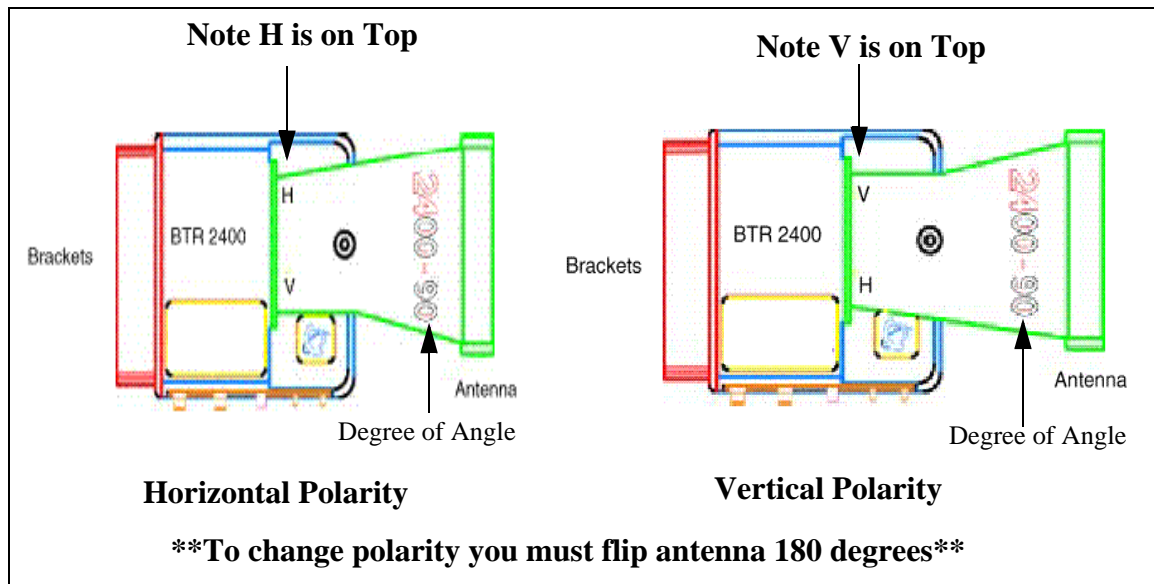 Note H is on Top
Note V is on Top
H
BTR 2400
V
Brackets
2400-90
Antenna
Degree of Angle
V
BTR 2400
H
Brackets
2400-90
Antenna
Degree of Angle
Horizontal Polarity
Vertical Polarity
**To change polarity you must flip antenna 180 degrees**